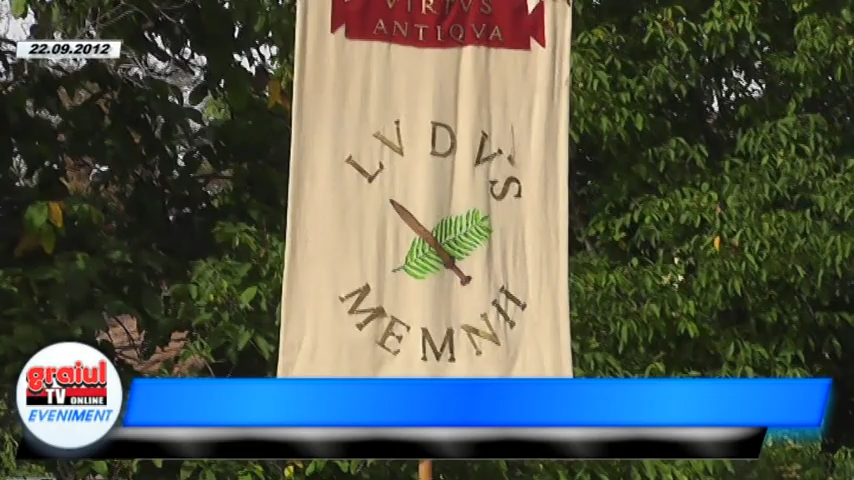 VIRTVS
ANTIQVA
22.09.2012
LVDVS
MEMNII
graiul
TV ONLINE
EVENIMENT